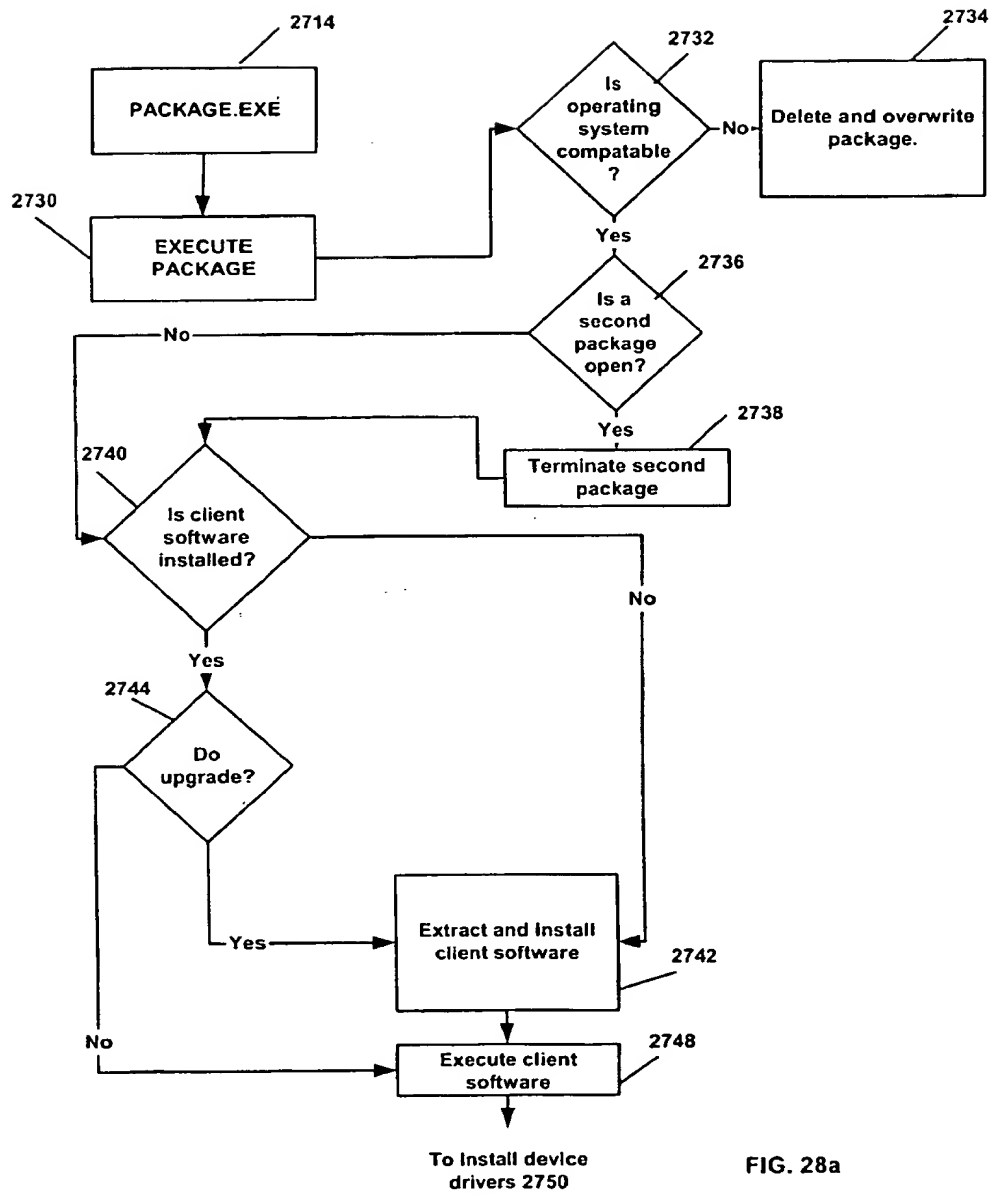 2714
PACKAGE.EXE
2730
EXECUTE
PACKAGE
2732
Is
operating
system
compatable
?
No
2734
Delete and overwrite
package.
Yes
2736
Is a
second
package
open?
No
Yes
2738
Terminate second
package
2740
Is client
software
installed?
No
Yes
2744
Do
upgrade?
Yes
Extract and Install
client software
2742
No
2748
Execute client
software
To Install device
drivers 2750
FIG. 28a